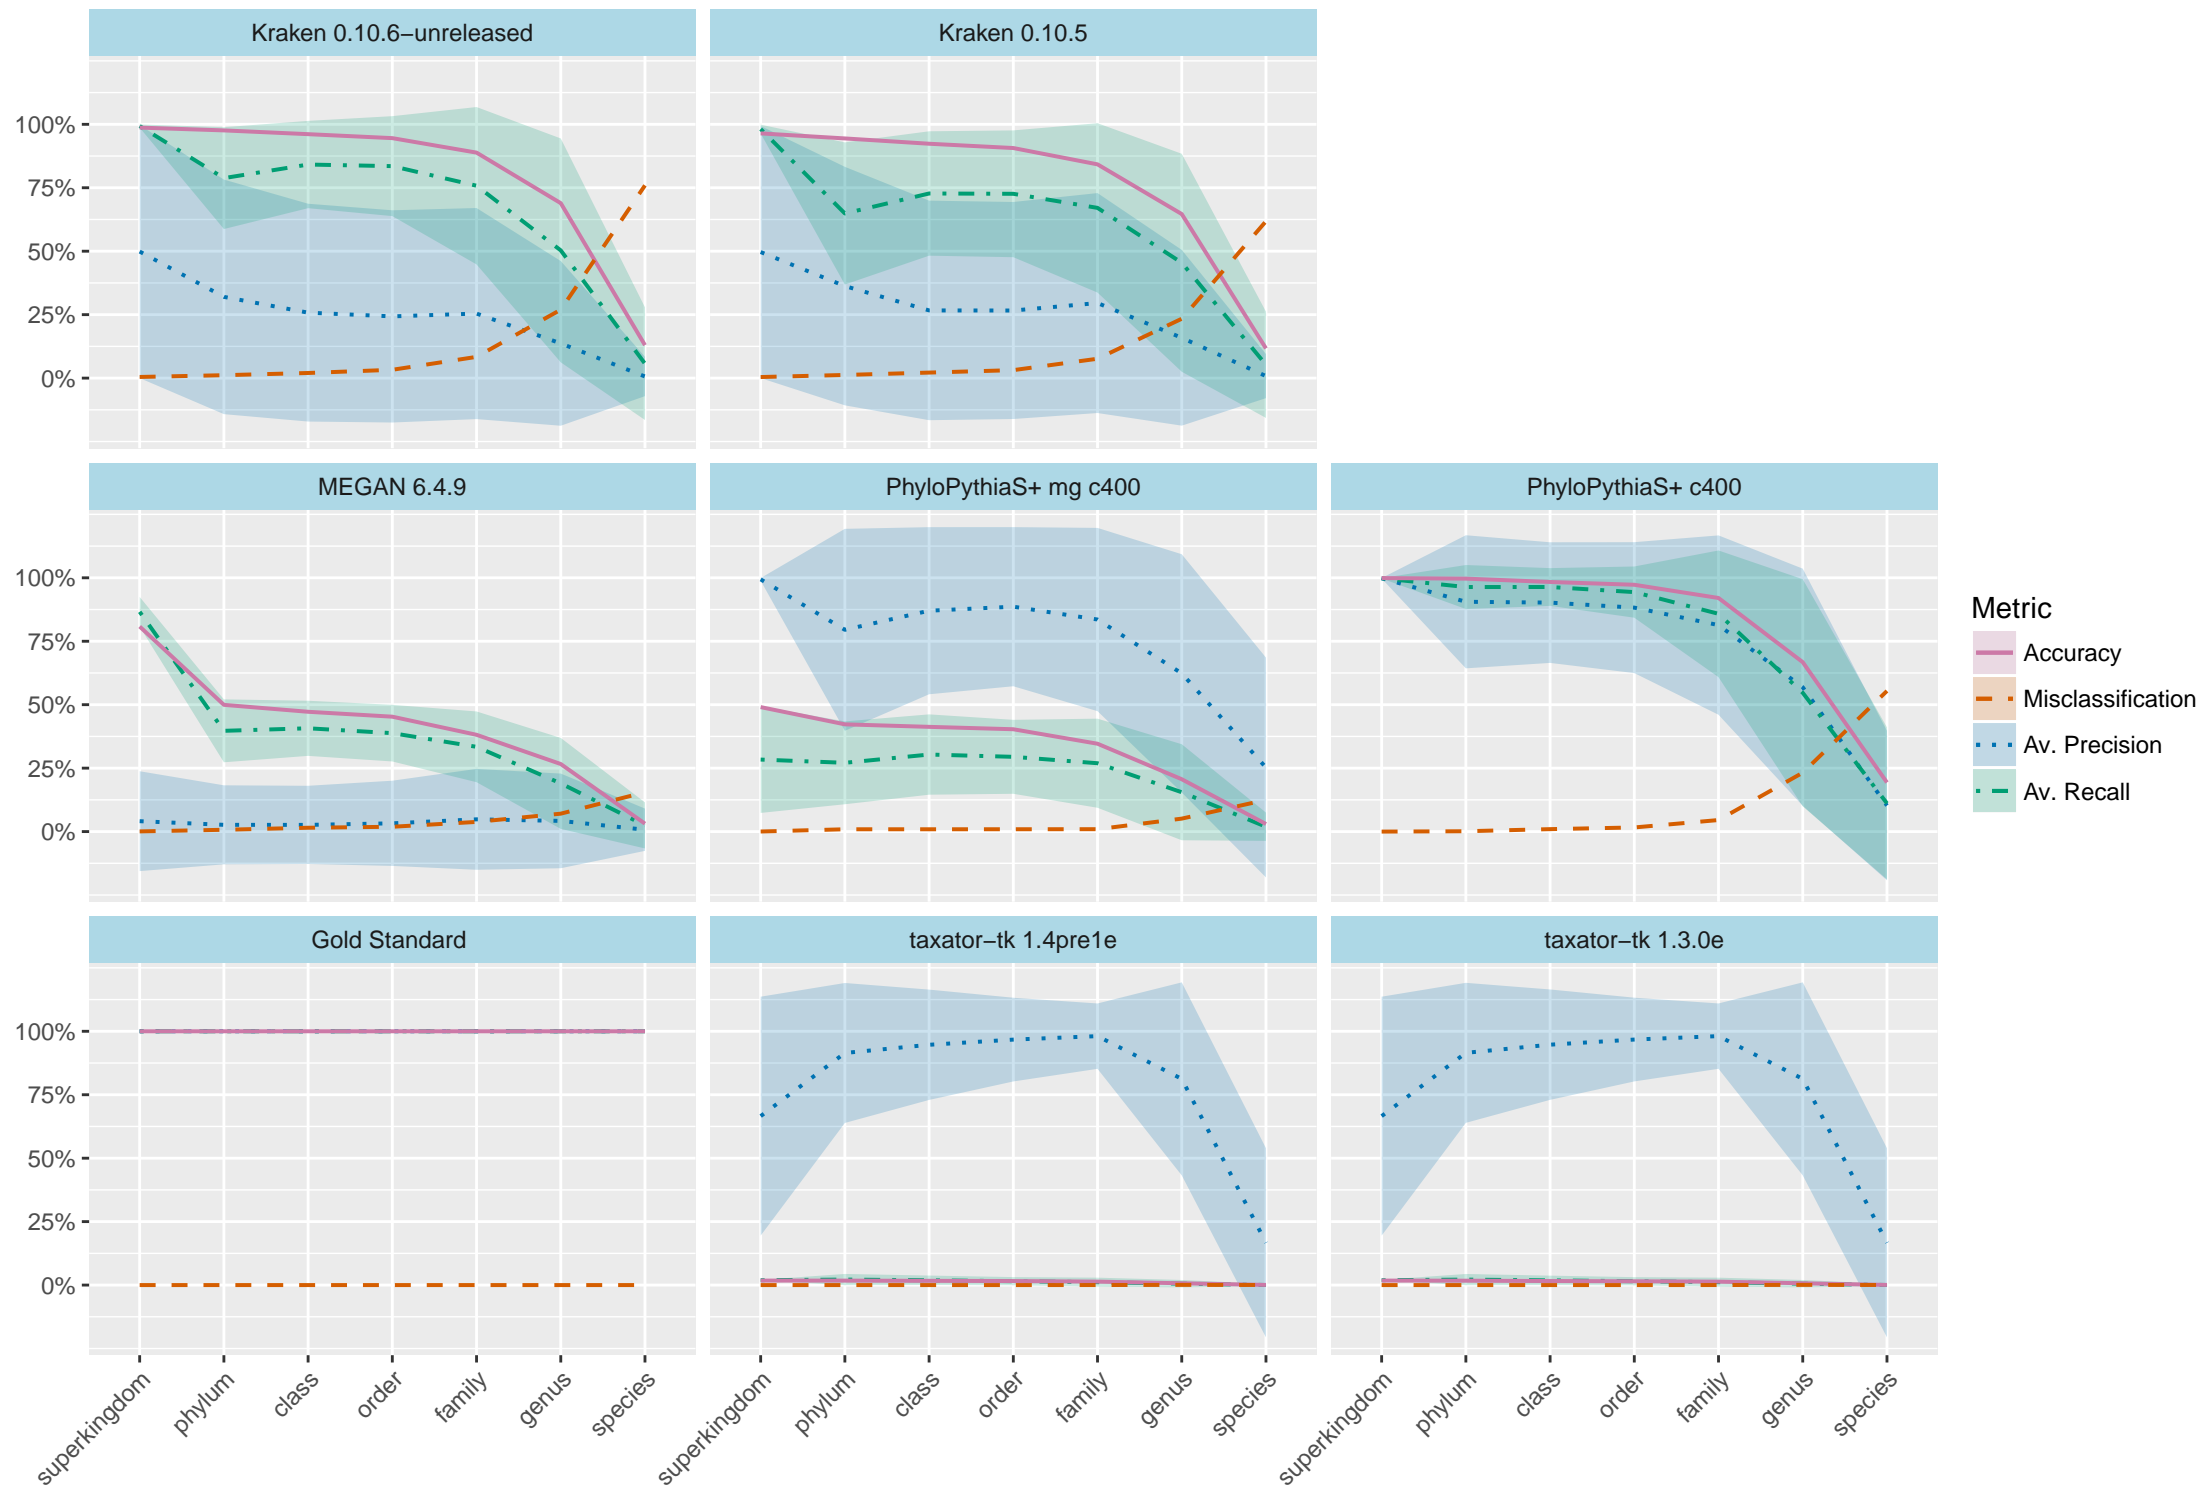 Kraken 0.10.6−unreleased
Kraken 0.10.5
100%
75%
50%
25%
0%
MEGAN 6.4.9
PhyloPythiaS+ mg c400
PhyloPythiaS+ c400
100%
75%
50%
25%
0%
Metric
Accuracy
Misclassification
Av. Precision
Av. Recall
Gold Standard
taxator−tk 1.4pre1e
taxator−tk 1.3.0e
100%
75%
50%
25%
0%
superkingdom
phylum
class
order
family
genus
species
superkingdom
phylum
class
order
family
genus
species
superkingdom
phylum
class
order
family
genus
species